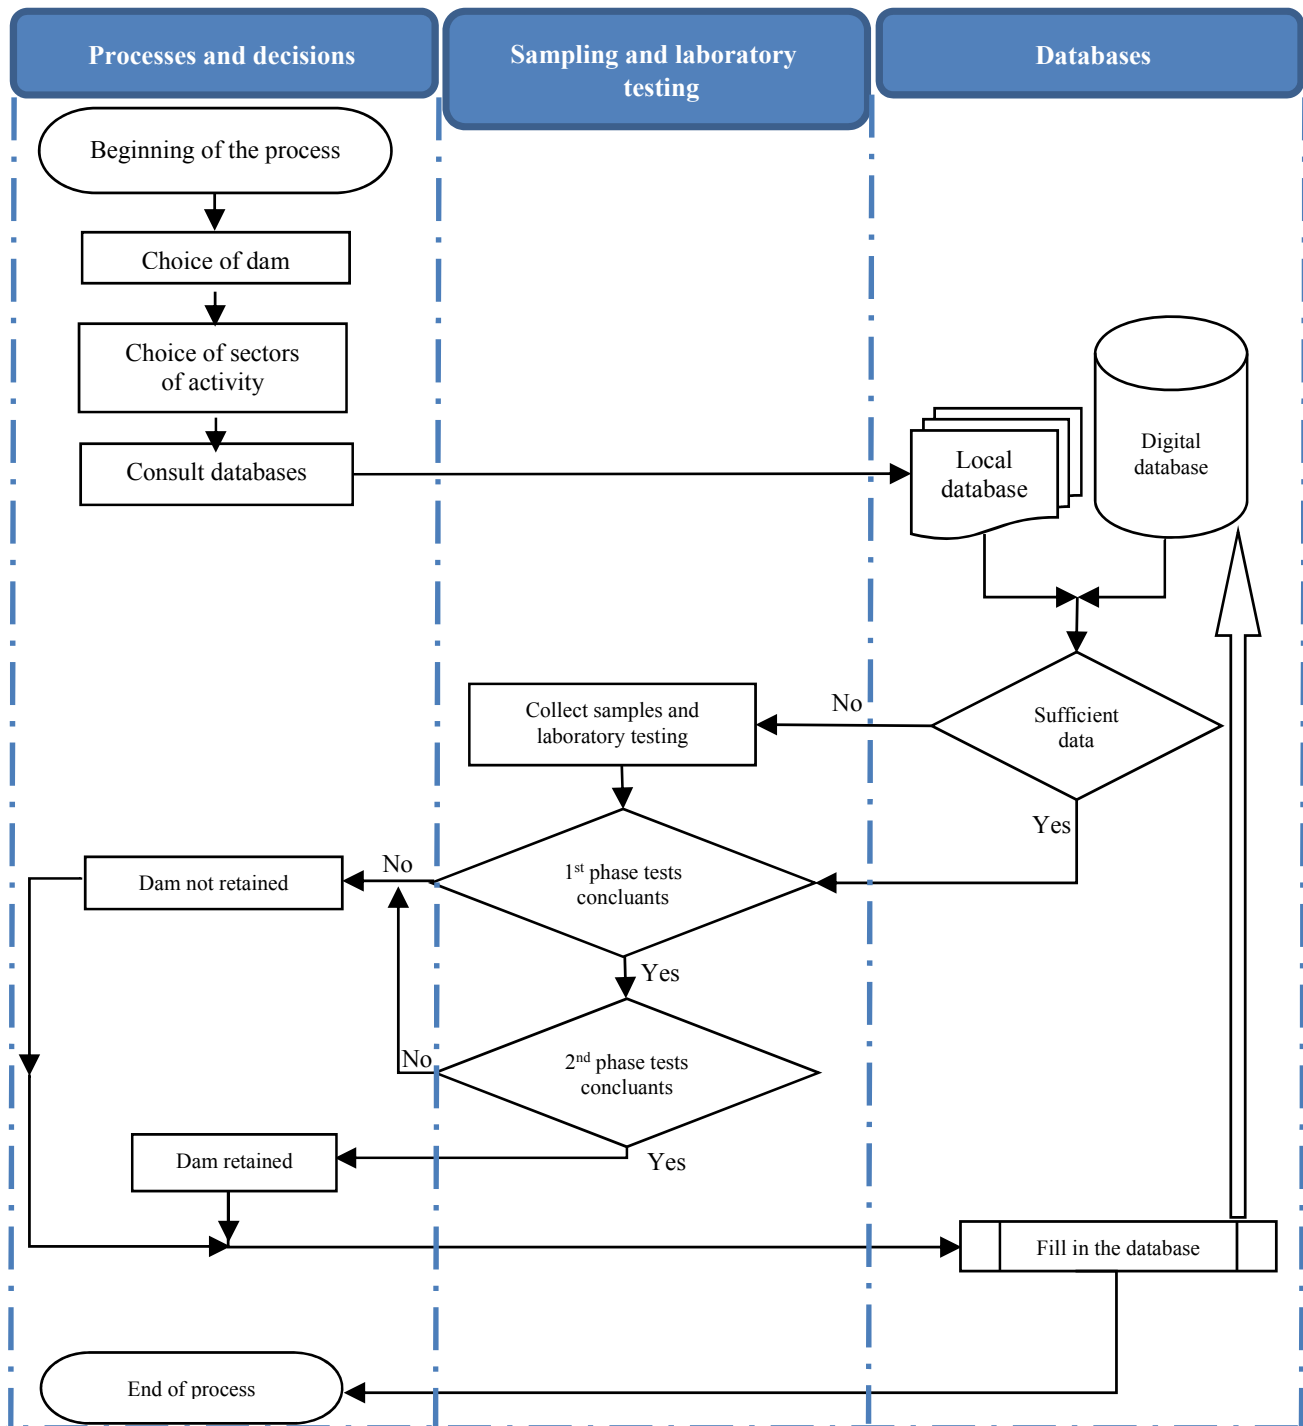 Processes and decisions
Sampling and laboratory
testing
Databases
Beginning of the process
Choice of dam
Choice of sectors
of activity
Consult databases
Local
database
Digital
database
Sufficient
data
No
Yes
Collect samples and
laboratory testing
1st phase tests
concluants
No
Dam not retained
Yes
2nd phase tests
concluants
No
Yes
Dam retained
Fill in the database
End of process